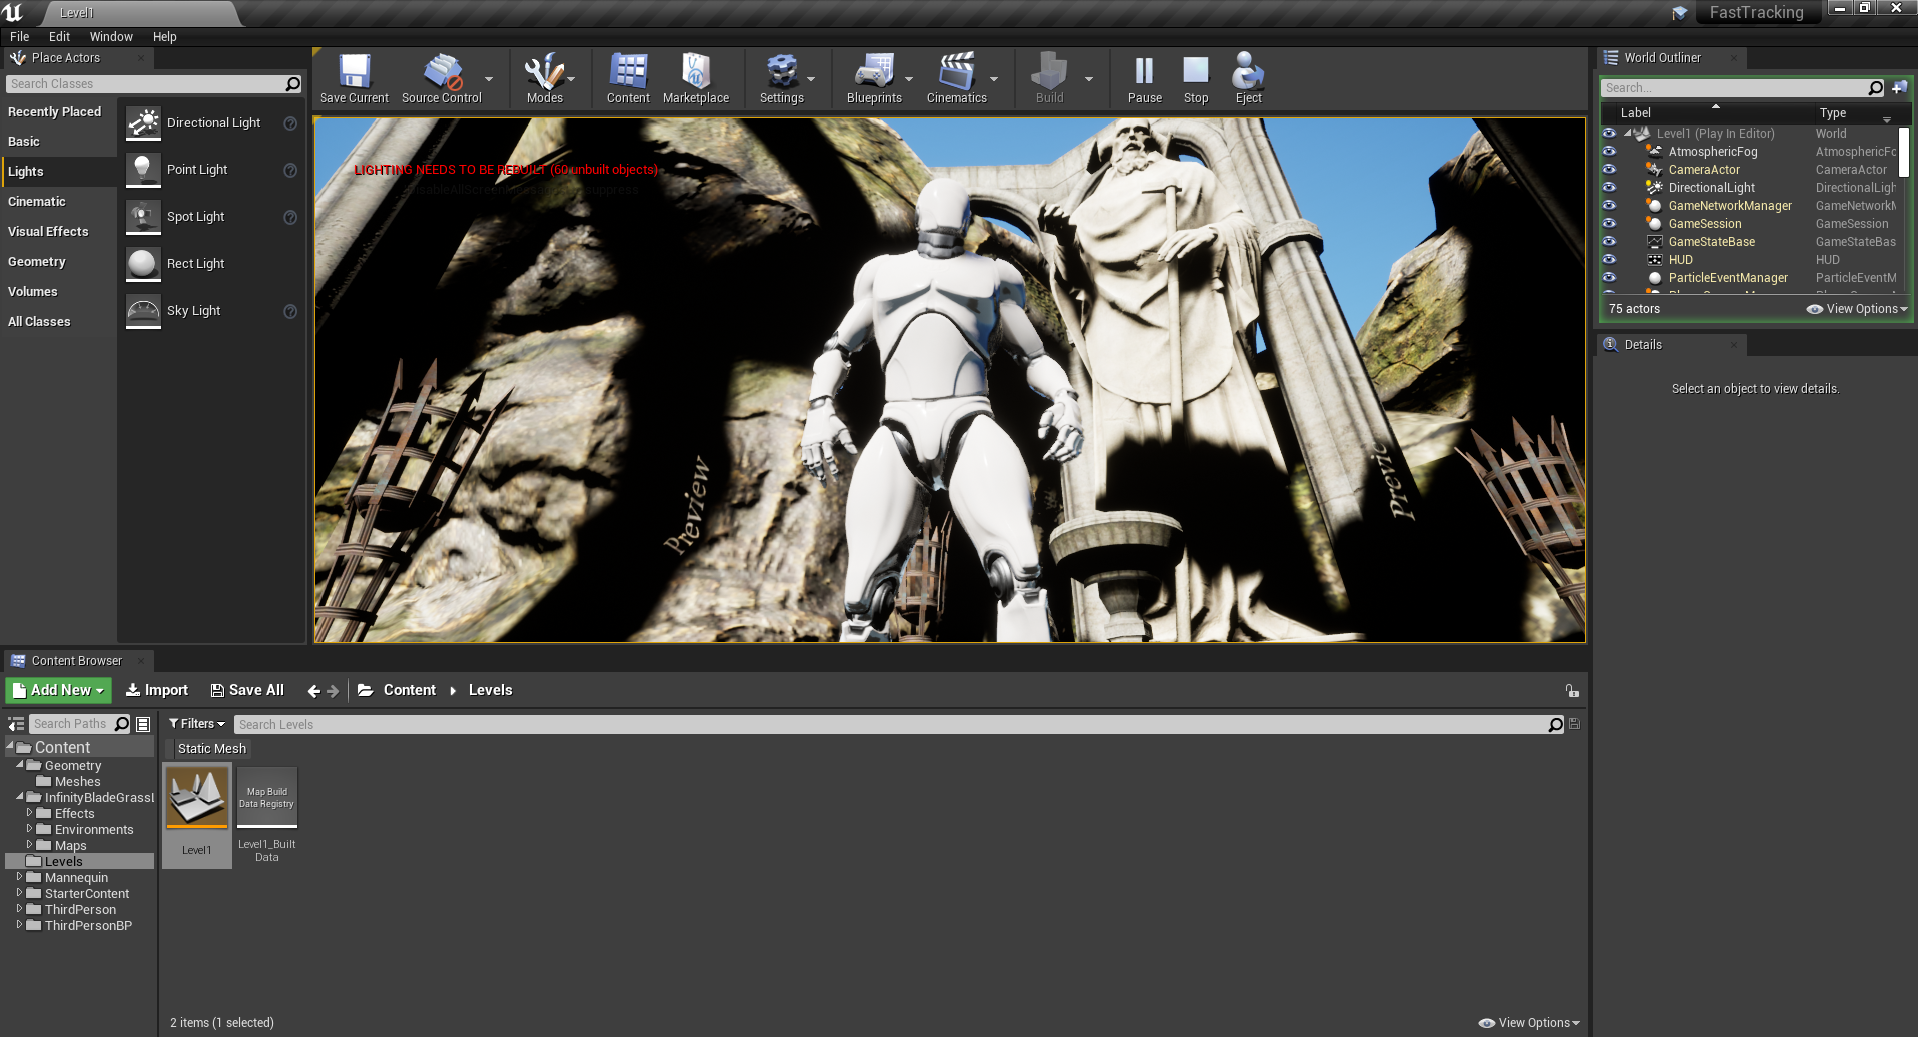 Level1
FastTracking
File Edit Window Help
Place Actors
Search Classes
Recently Placed
Basic
Lights
Cinematic
Visual Effects
Geometry
Volumes
All Classes
Directional Light
Point Light
Spot Light
Rect Light
Sky Light
Save Current
Source Control
Modes
Content
Marketplace
Settings
Blueprints
Cinematics
Build
Pause
Stop
Eject
LIGHTING NEEDS TO BE REBUILT (60 unbuilt objects)
Preview
World Outliner
Search...
Label Type
Level1 (Play In Editor) World
AtmosphericFog AtmosphericFo
CameraActor CameraActor
DirectionalLight DirectionalLigh
GameNetworkManager GameNetworkM
GameSession GameSession
GameStateBase GameStateBas
HUD HUD
ParticleEventManager ParticleEventM
75 actors
View Options
Details
Select an object to view details.
Content Browser
Add New
Import
Save All
Content
Levels
Search Paths
Filters
Search Levels
Static Mesh
Content
Geometry
Meshes
InfinityBladeGrassl
Effects
Environments
Maps
Levels
Mannequin
StarterContent
ThirdPerson
ThirdPersonBP
Level1
Map Build
Data Registry
Level1_Built
Data
2 items (1 selected)
View Options